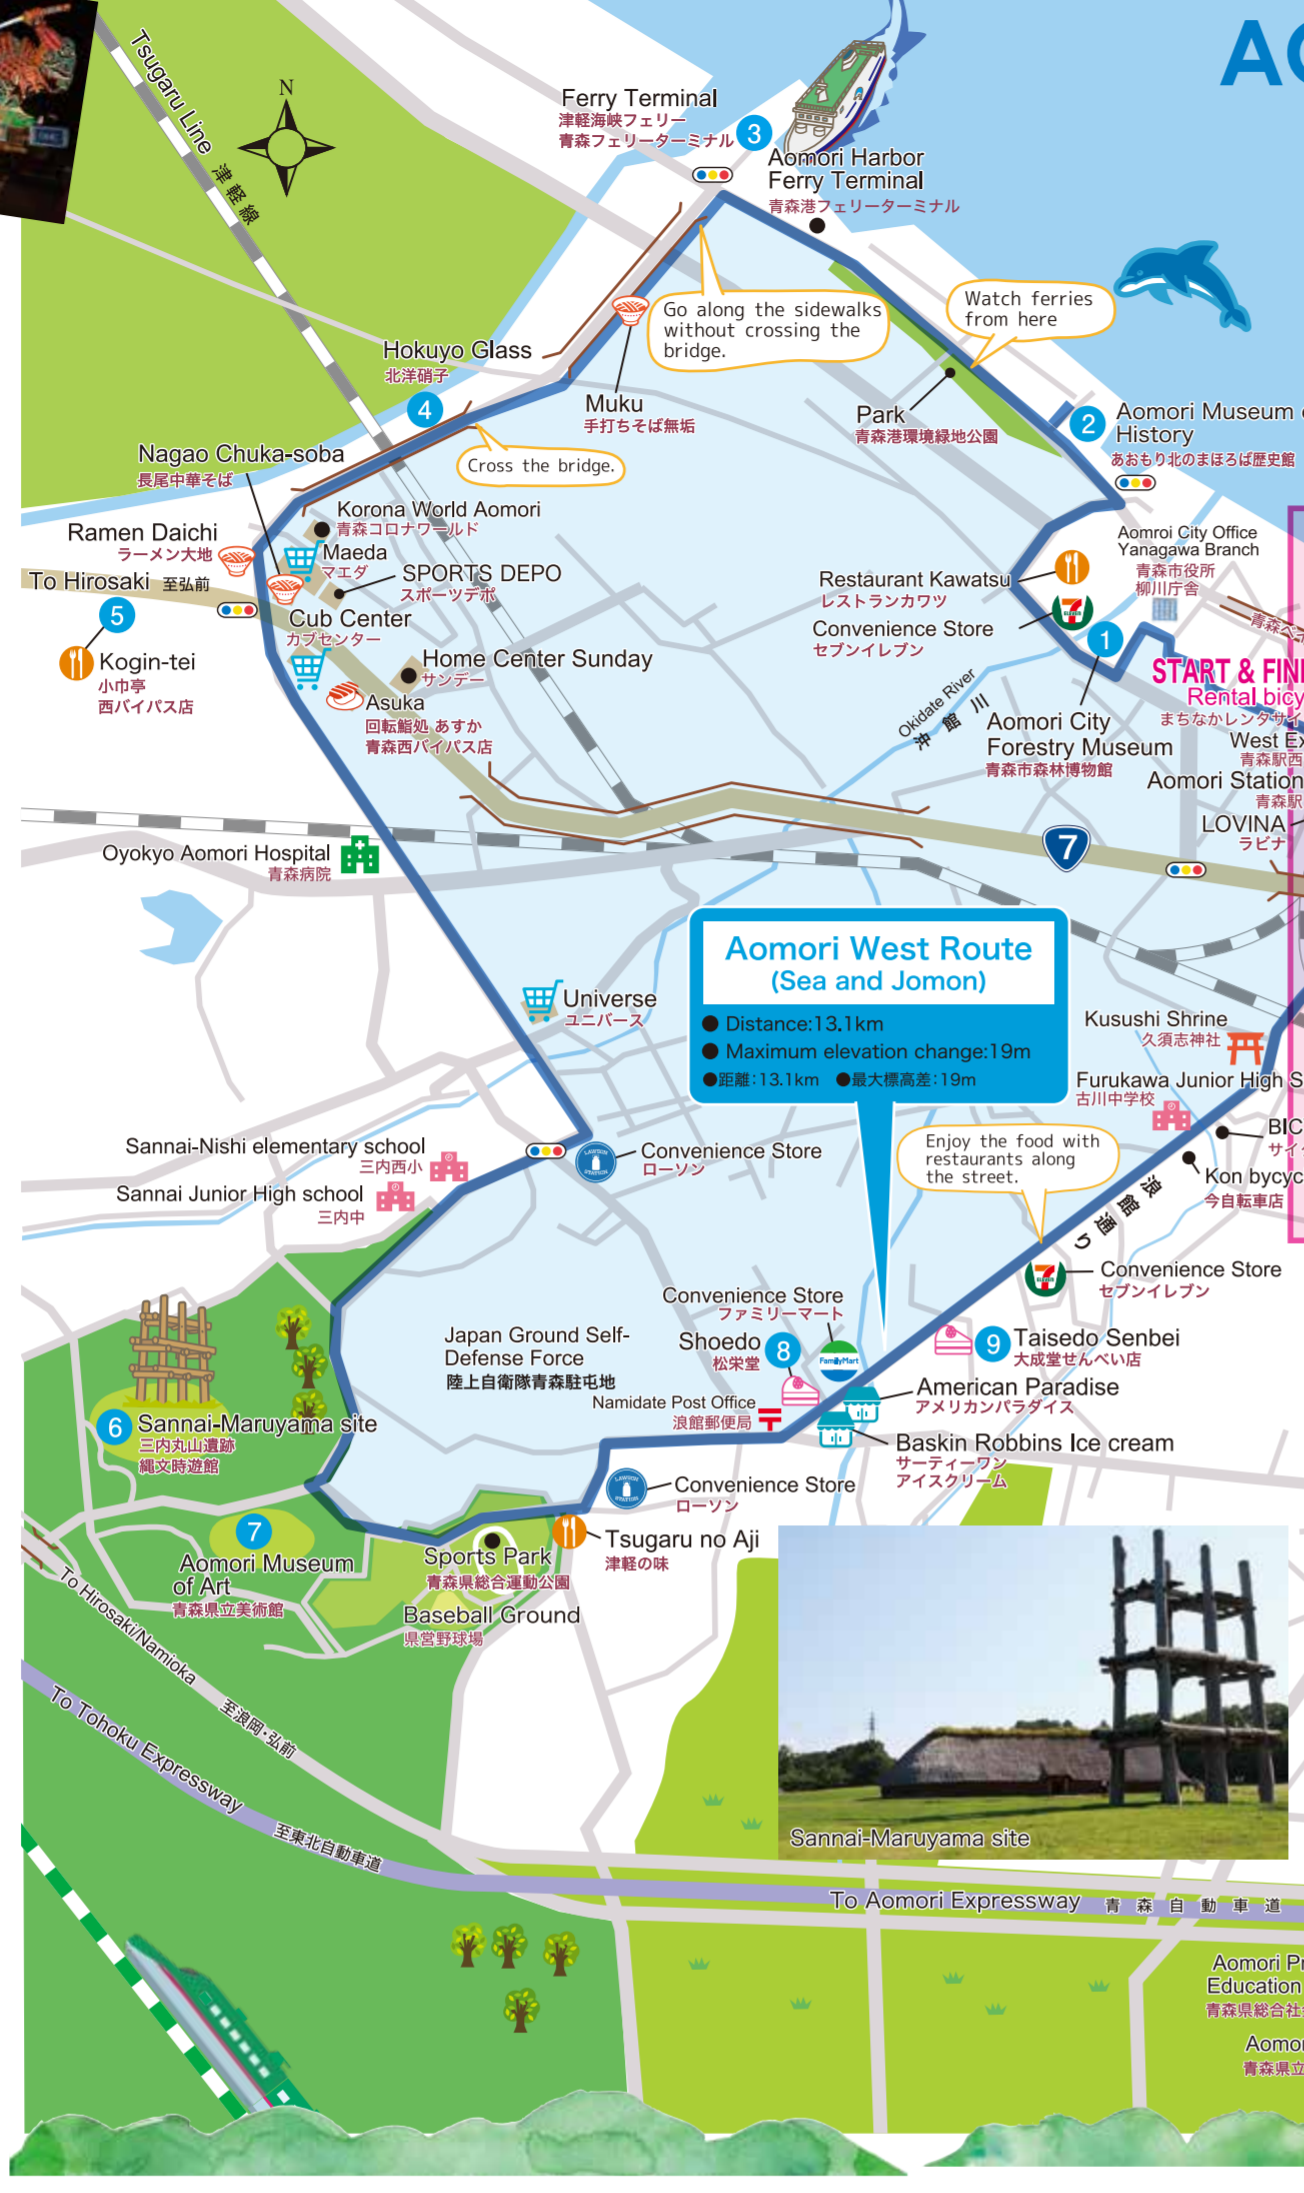 AO
Tsugaru Line
津軽線
N
Ferry Terminal
津軽海峡フェリー
青森フェリーターミナル
3
Aomori Harbor
Ferry Terminal
青森港フェリーターミナル
Go along the sidewalks
without crossing the
bridge.
Watch ferries
from here
Hokuyo Glass
北洋硝子
4
Muku
手打ちそば無垢
Park
青森港環境緑地公園
2
Aomori Museum
History
あおもり北のまほろば歴史館
Cross the bridge.
Nagao Chuka-soba
長尾中華そば
Korona World Aomori
青森コロナワールド
Ramen Daichi
ラーメン大地
Maeda
マエダ
SPORTS DEPO
スポーツデポ
To Hirosaki 至弘前
5
Cub Center
カブセンター
Kogin-tei
小巾亭
西バイパス店
Home Center Sunday
サンデー
Asuka
回転鮨処 あすか
青森西バイパス店
Aomroi City Office
Yanagawa Branch
青森市役所
柳川庁舎
Restaurant Kawatsu
レストランカワツ
Convenience Store
セブンイレブン
7
ELEVEN
1
青森ベイ
START & FINI
Rental bicy
まちなかレンタサイ
West Ex
青森駅西
Okidate River
沖館川
Aomori City
Forestry Museum
青森市森林博物館
Aomori Station
青森駅
LOVINA
ラビナ
7
Oyokyo Aomori Hospital
青森病院
Aomori West Route
(Sea and Jomon)
● Distance:13.1km
● Maximum elevation change:19m
●距離:13.1km ●最大標高差:19m
Universe
ユニバース
Kusushi Shrine
久須志神社
Furukawa Junior High S
古川中学校
BIC
サイク
Kon bycyc
今自転車店
Enjoy the food with
restaurants along
the street.
浪館通り
Sannai-Nishi elementary school
三内西小
Sannai Junior High school
三内中
LAWSON
STATION
Convenience Store
ローソン
7
ELEVEN
Convenience Store
セブンイレブン
Convenience Store
ファミリーマート
FamilyMart
Shoedo
松栄堂
8
9
Taisedo Senbei
大成堂せんべい店
Japan Ground Self-
Defense Force
陸上自衛隊青森駐屯地
Namidate Post Office
浪館郵便局
American Paradise
アメリカンパラダイス
Baskin Robbins Ice cream
サーティーワン
アイスクリーム
6
Sannai-Maruyama site
三内丸山遺跡
縄文時遊館
LAWSON
STATION
Convenience Store
ローソン
7
Aomori Museum
of Art
青森県立美術館
Sports Park
青森県総合運動公園
Tsugaru no Aji
津軽の味
Baseball Ground
県営野球場
To Hirosaki/Namioka
至浪岡・弘前
To Tohoku Expressway
至東北自動車道
Sannai-Maruyama site
To Aomori Expressway 青森自動車道
Aomori Pr
Education
青森県総合社
Aomor
青森県立